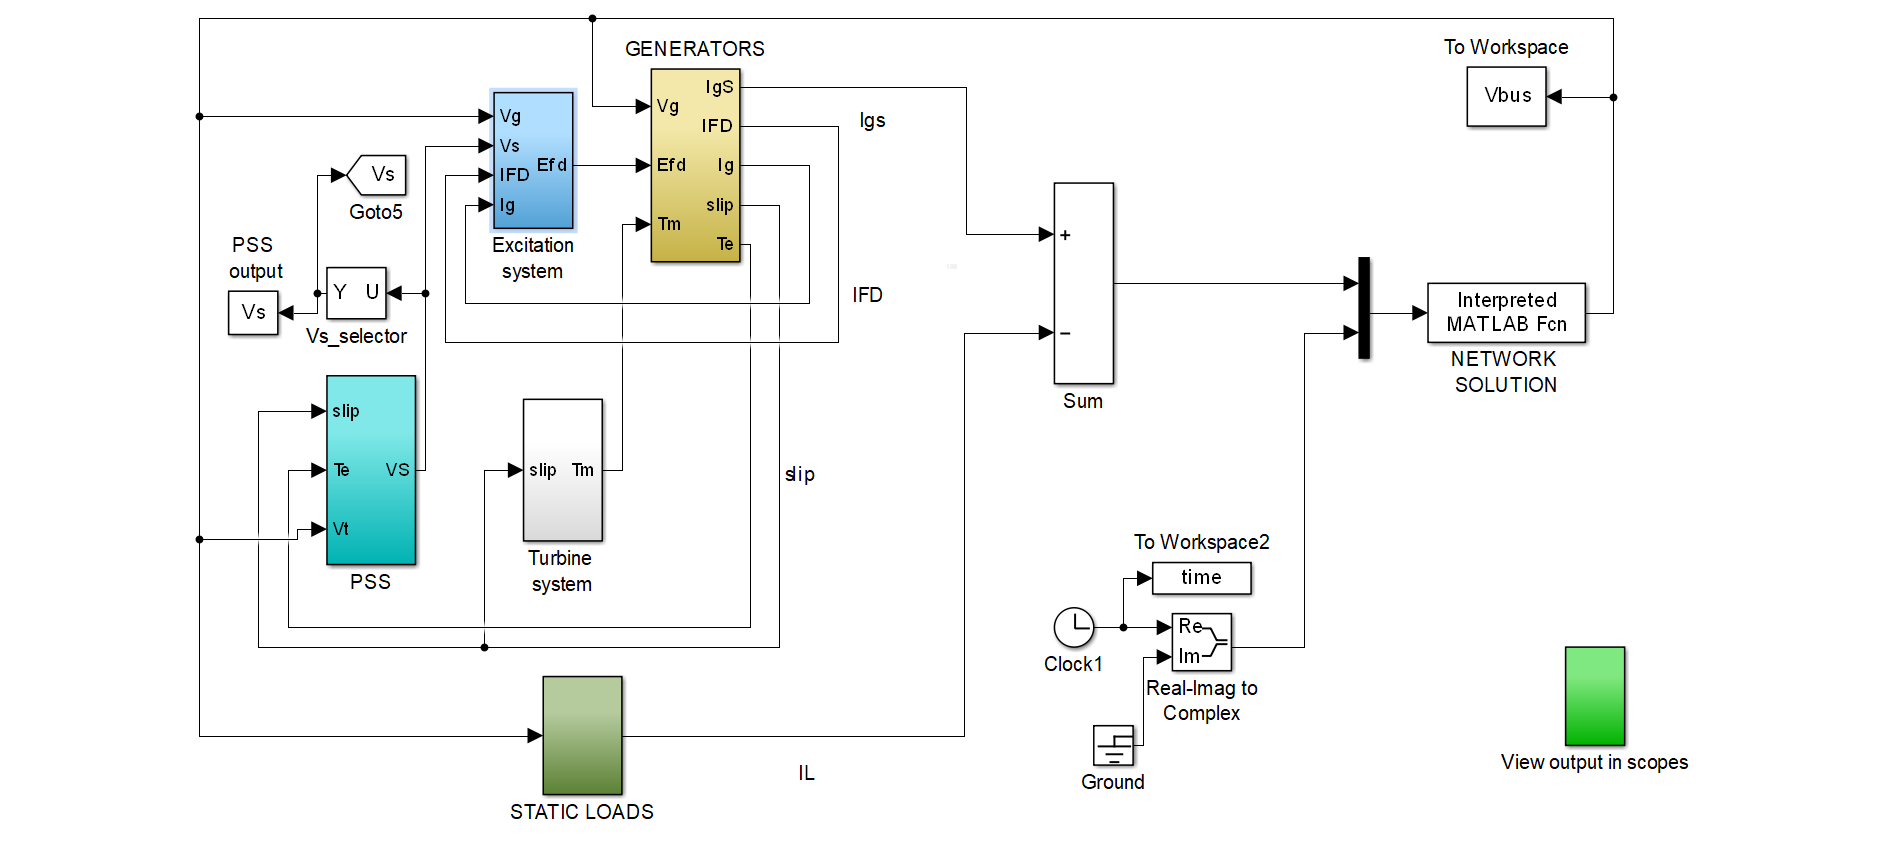 GENERATORS
To Workspace
IgS
Vg
IFD
Ig
Efd
slip
Tm
Te
Vbus
Vg
Vs
IFD
Ig
Efd
Excitation
system
Igs
Vs
Goto5
PSS
output
Vs
Y U
Vs_selector
IFD
+
−
Sum
Interpreted
MATLAB Fcn
NETWORK
SOLUTION
slip
Te
Vt
VS
PSS
slip Tm
Turbine
system
slip
To Workspace2
time
Clock1
Re
Im
Real-Imag to
Complex
Ground
IL
STATIC LOADS
View output in scopes